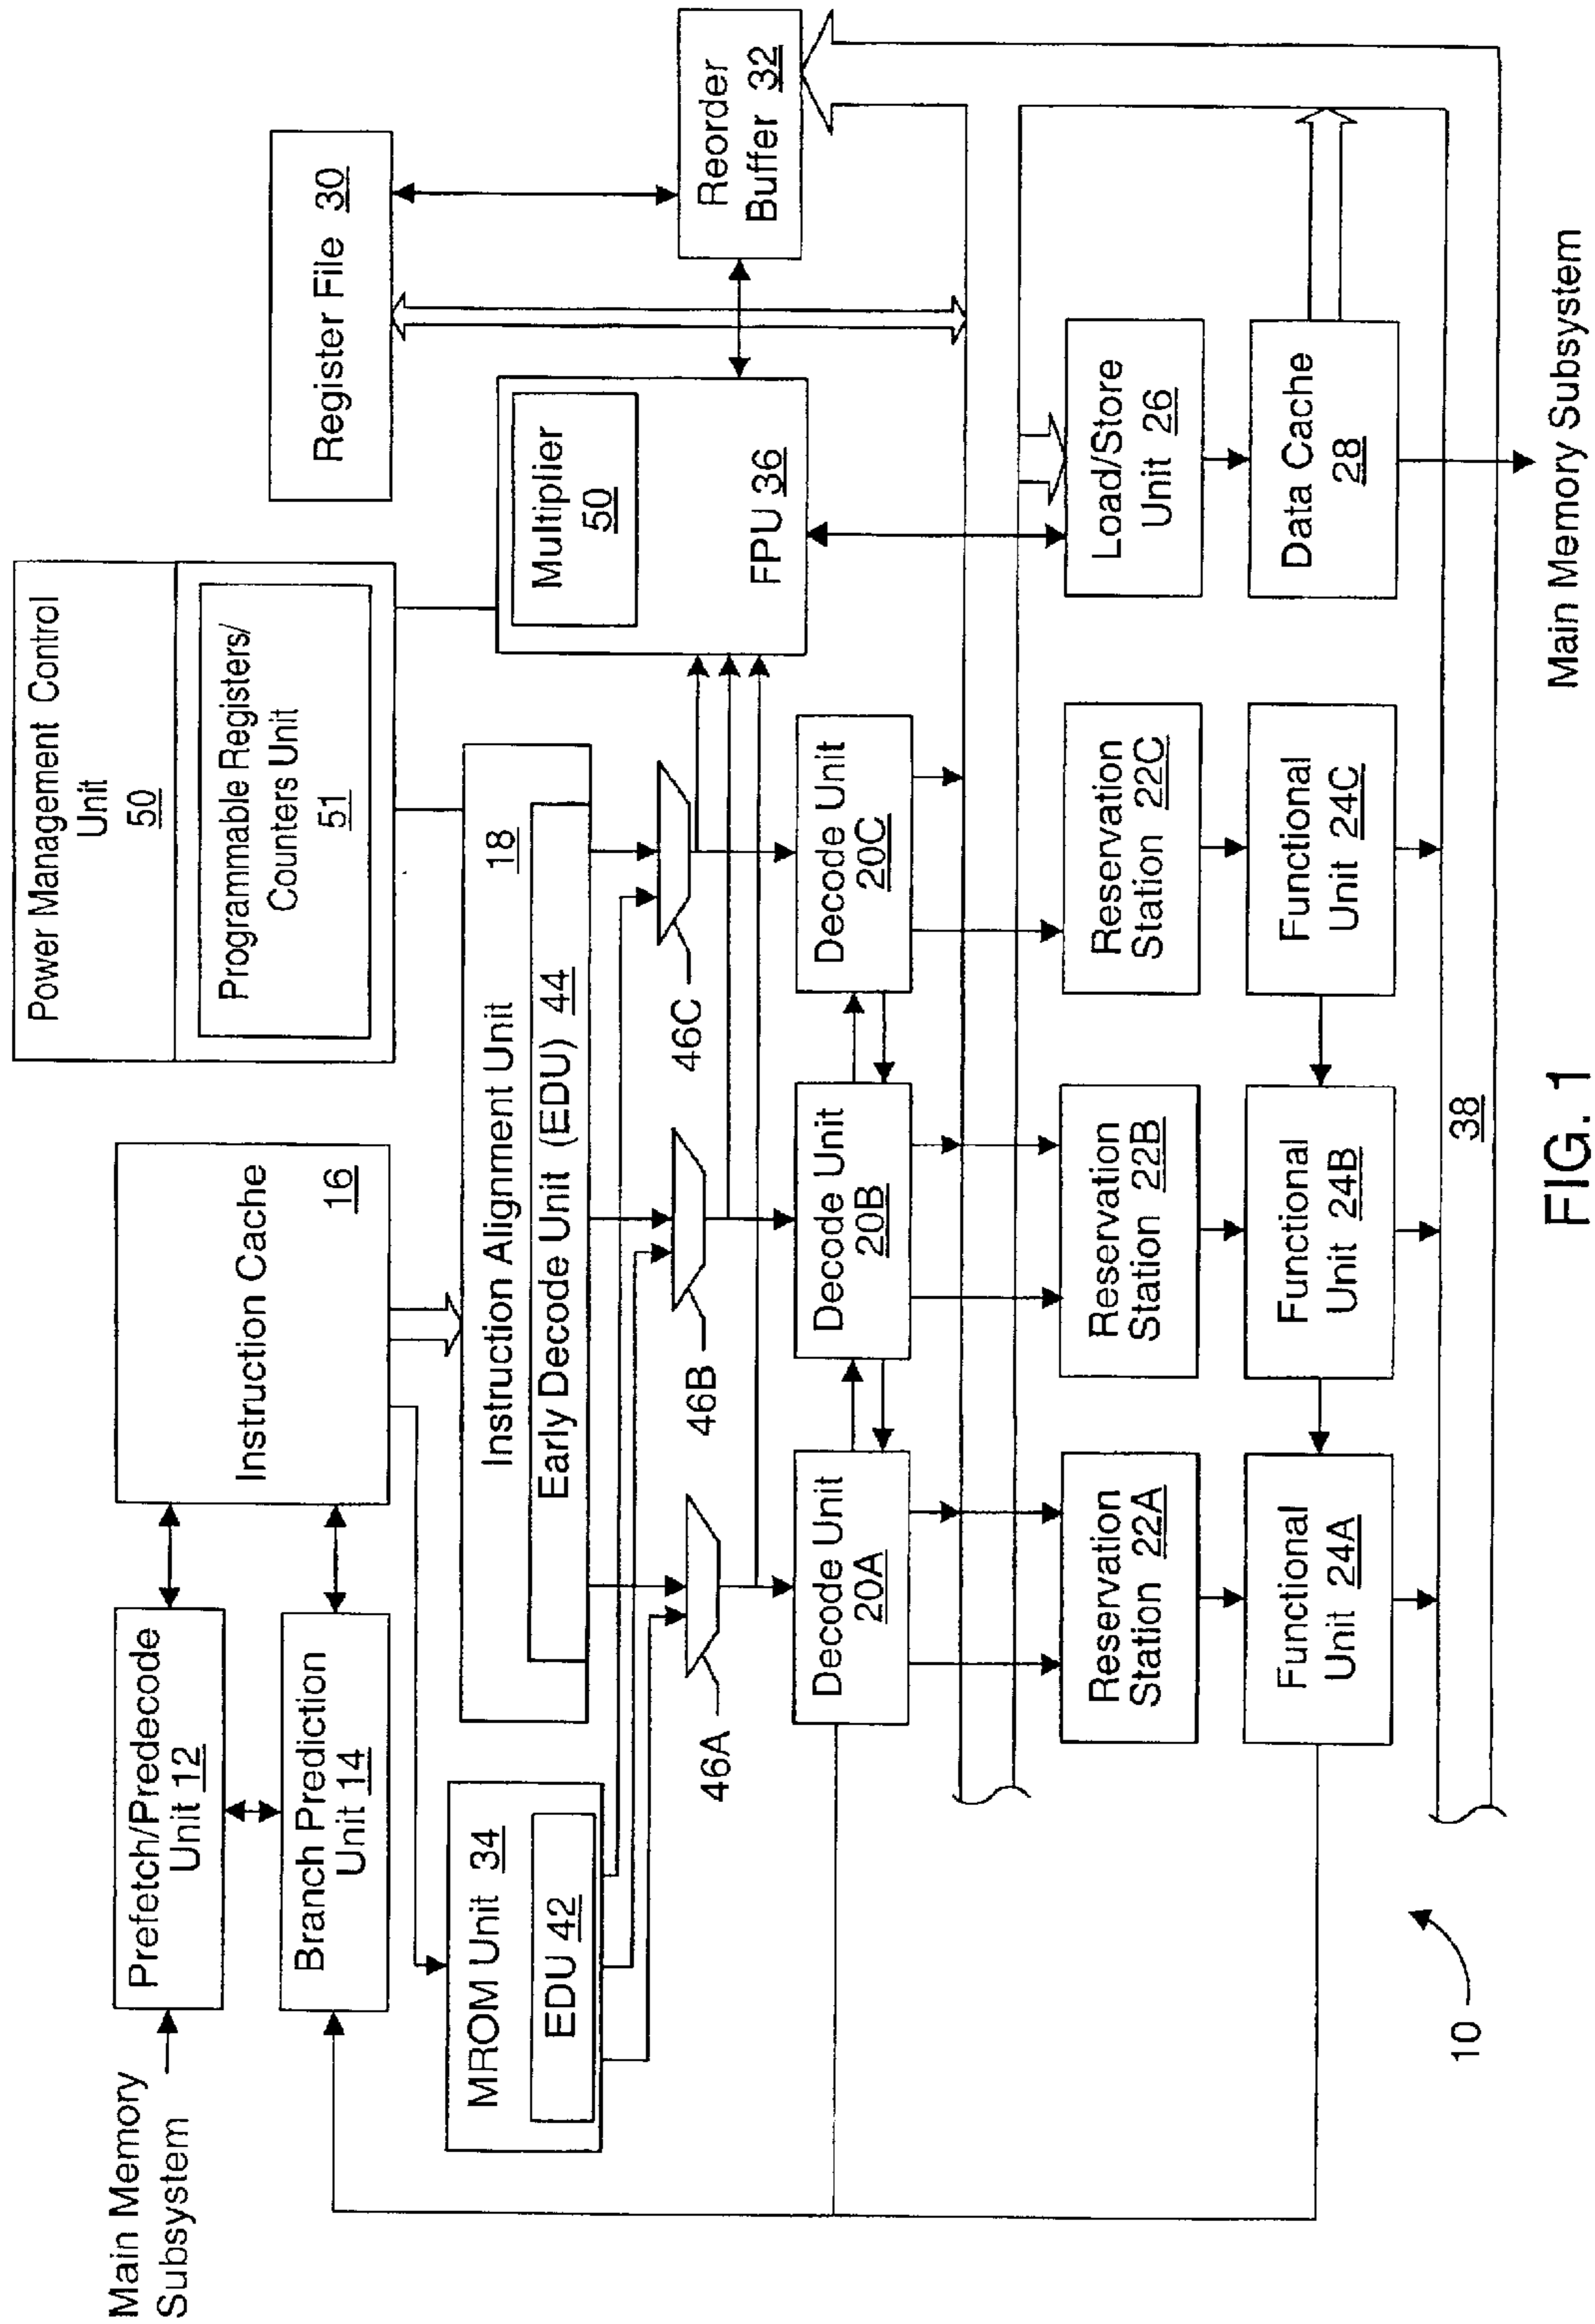 Main Memory
Subsystem
Prefetch/Predecode
Unit 12
Branch Prediction
Unit 14
Instruction Cache
16
Power Management Control
Unit
50
Programmable Registers/
Counters Unit
51
Register File 30
MROM Unit 34
EDU 42
Instruction Alignment Unit 18
Early Decode Unit (EDU) 44
Multiplier
50
FPU 36
Reorder
Buffer 32
46A
46B
46C
Decode Unit
20A
Decode Unit
20B
Decode Unit
20C
Reservation
Station 22A
Reservation
Station 22B
Reservation
Station 22C
Load/Store
Unit 26
Functional
Unit 24A
Functional
Unit 24B
Functional
Unit 24C
Data Cache
28
38
10
Main Memory Subsystem
FIG. 1